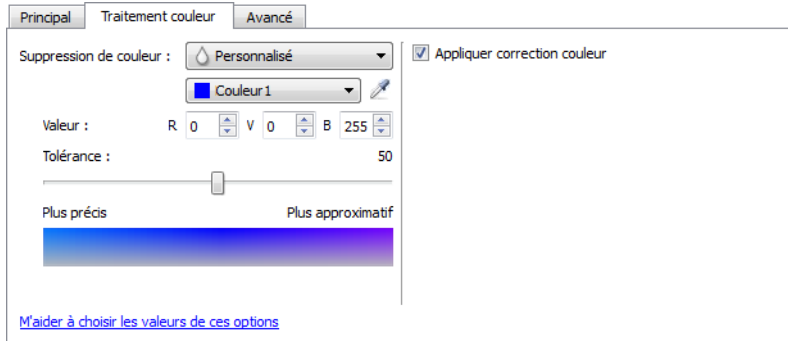 Principal Traitement couleur Avancé
Suppression de couleur : Personnalisé
Appliquer correction couleur
Couleur1
Valeur : R 0 V 0 B 255
Tolérance : 50
Plus précis Plus approximatif
M'aider à choisir les valeurs de ces options